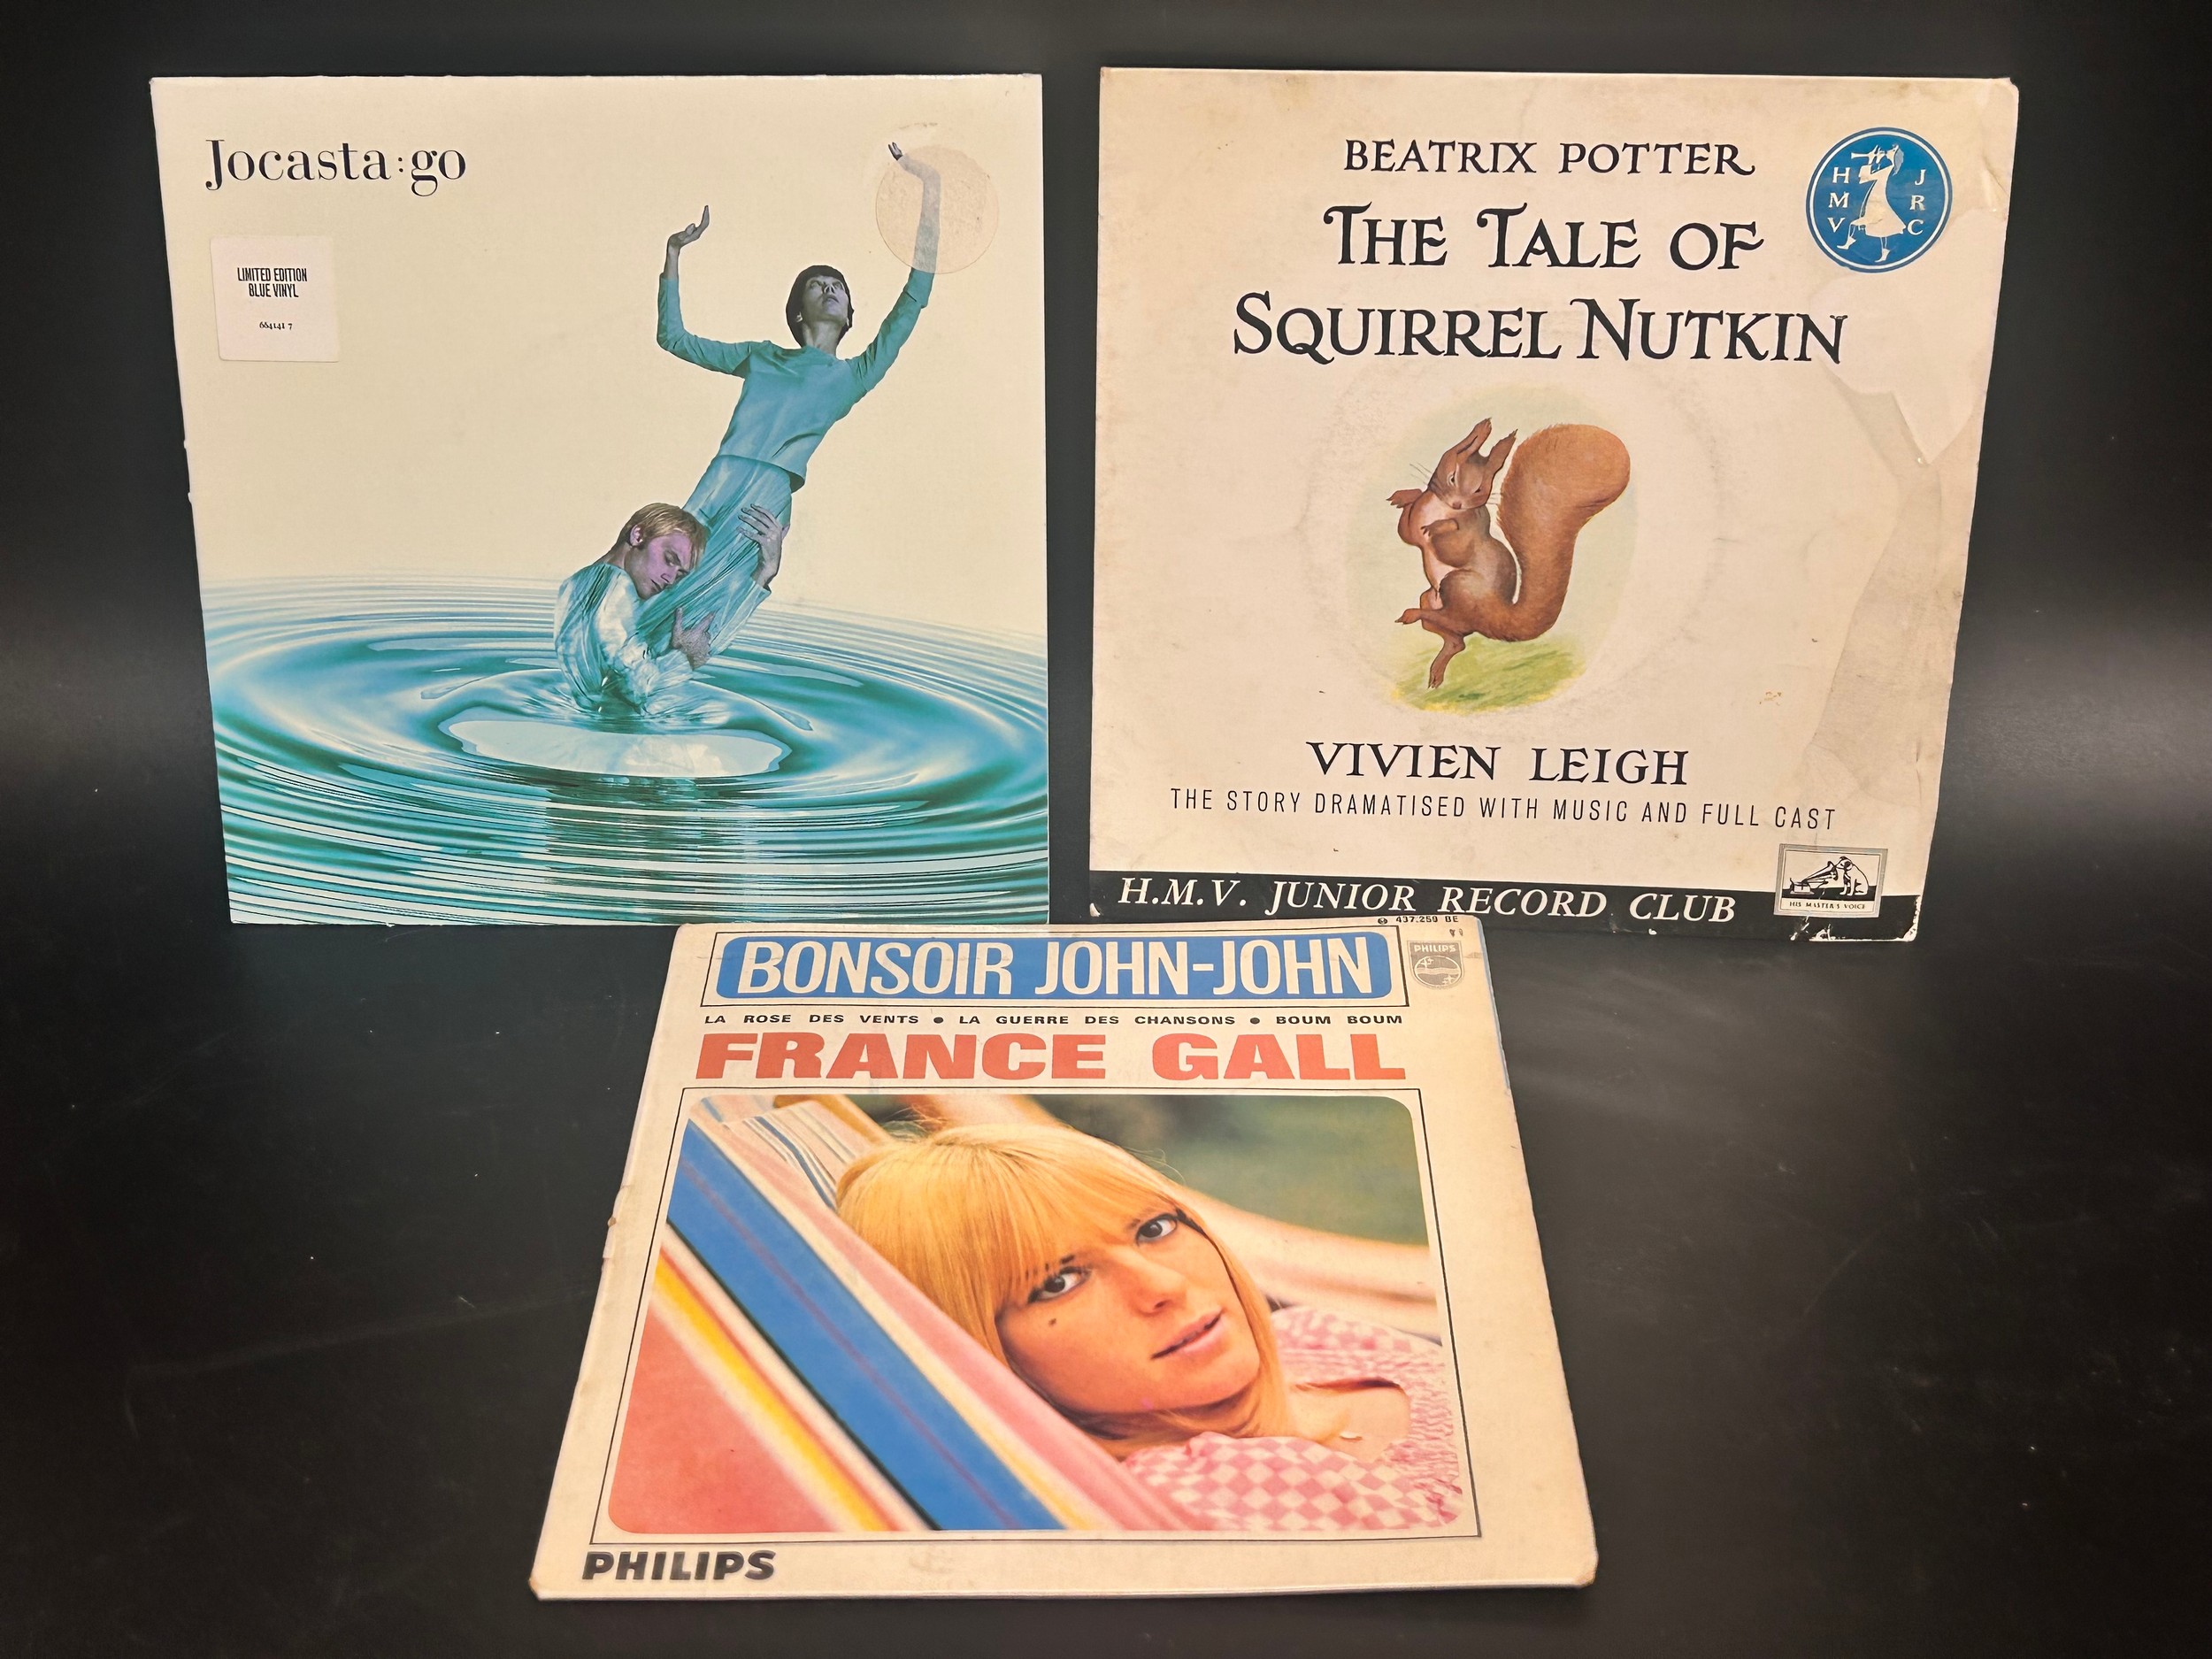 Jocasta:go
LIMITED EDITION
BLUE VINYL
664141 7
BEATRIX POTTER
THE TALE OF
SQUIRREL NUTKIN
H J
M R
V C
VIVIEN LEIGH
THE STORY DRAMATISED WITH MUSIC AND FULL CAST
H.M.V. JUNIOR RECORD CLUB
HIS MASTER'S VOICE
437.259 BE
BONSOIR JOHN-JOHN
PHILIPS
LA ROSE DES VENTS • LA GUERRE DES CHANSONS • BOUM BOUM
FRANCE GALL
PHILIPS